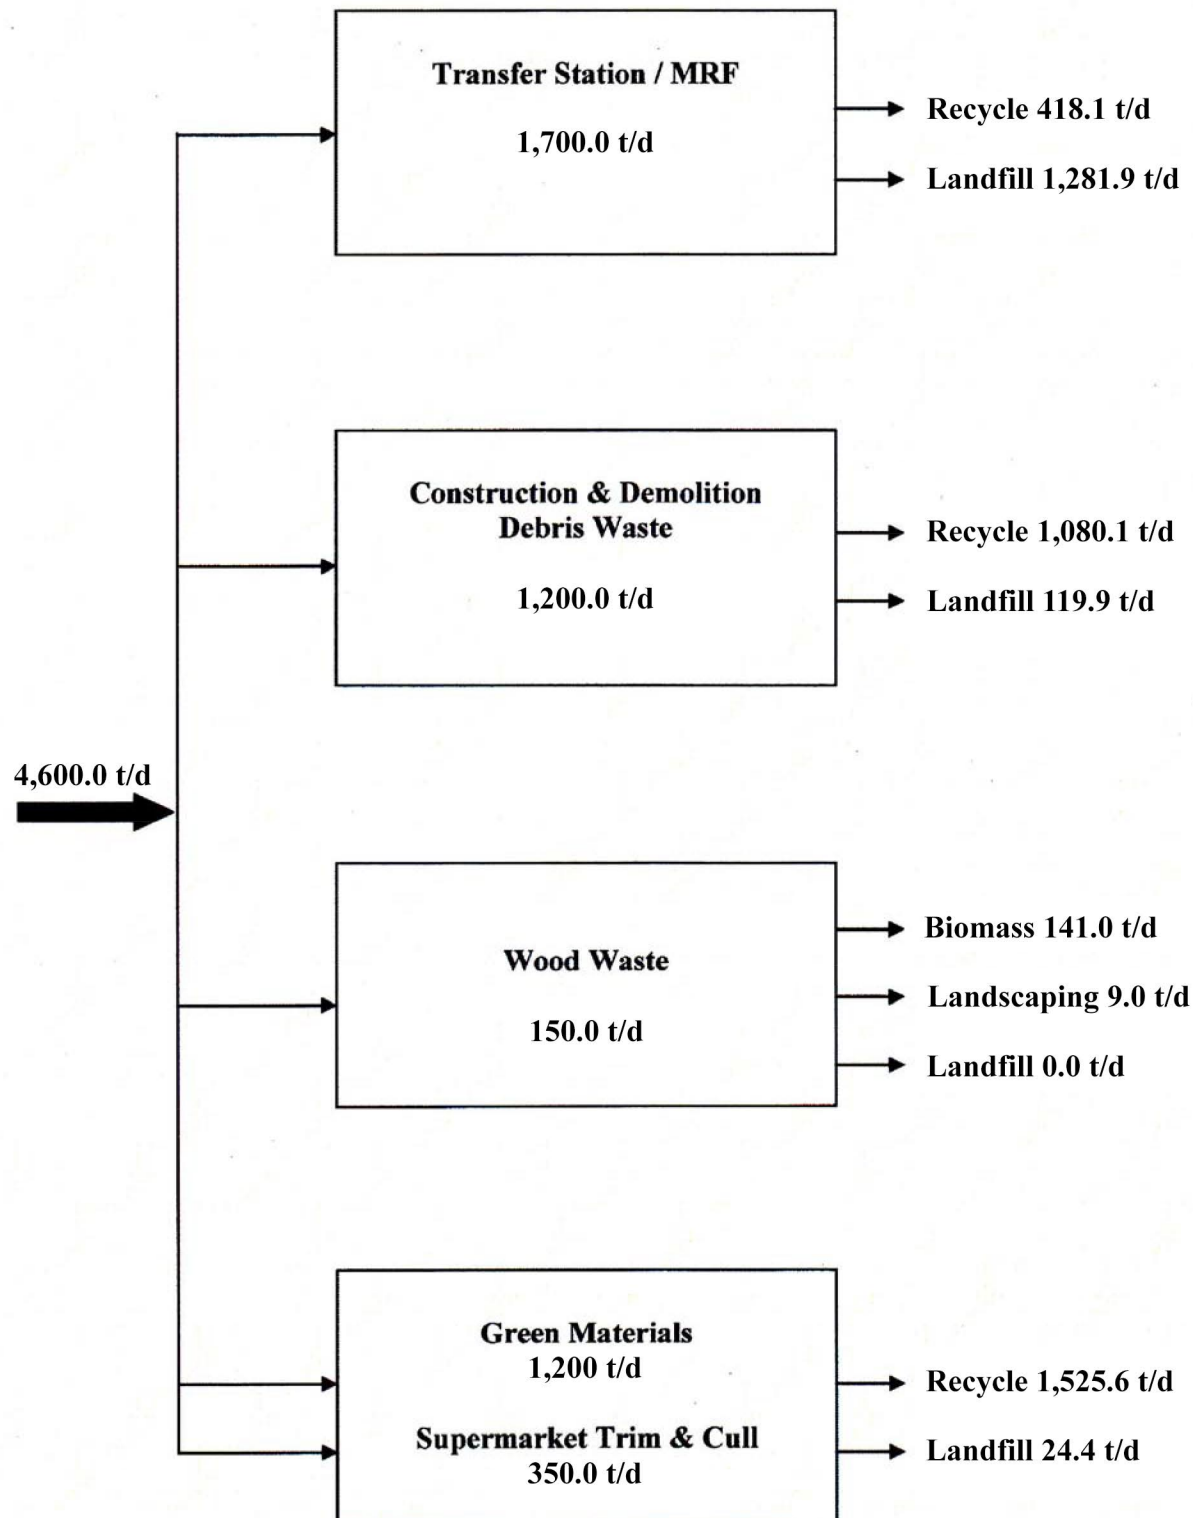 Transfer Station / MRF
1,700.0 t/d
Recycle 418.1 t/d
Landfill 1,281.9 t/d
Construction & Demolition
Debris Waste
1,200.0 t/d
Recycle 1,080.1 t/d
Landfill 119.9 t/d
4,600.0 t/d
Wood Waste
150.0 t/d
Biomass 141.0 t/d
Landscaping 9.0 t/d
Landfill 0.0 t/d
Green Materials
1,200 t/d
Supermarket Trim & Cull
350.0 t/d
Recycle 1,525.6 t/d
Landfill 24.4 t/d